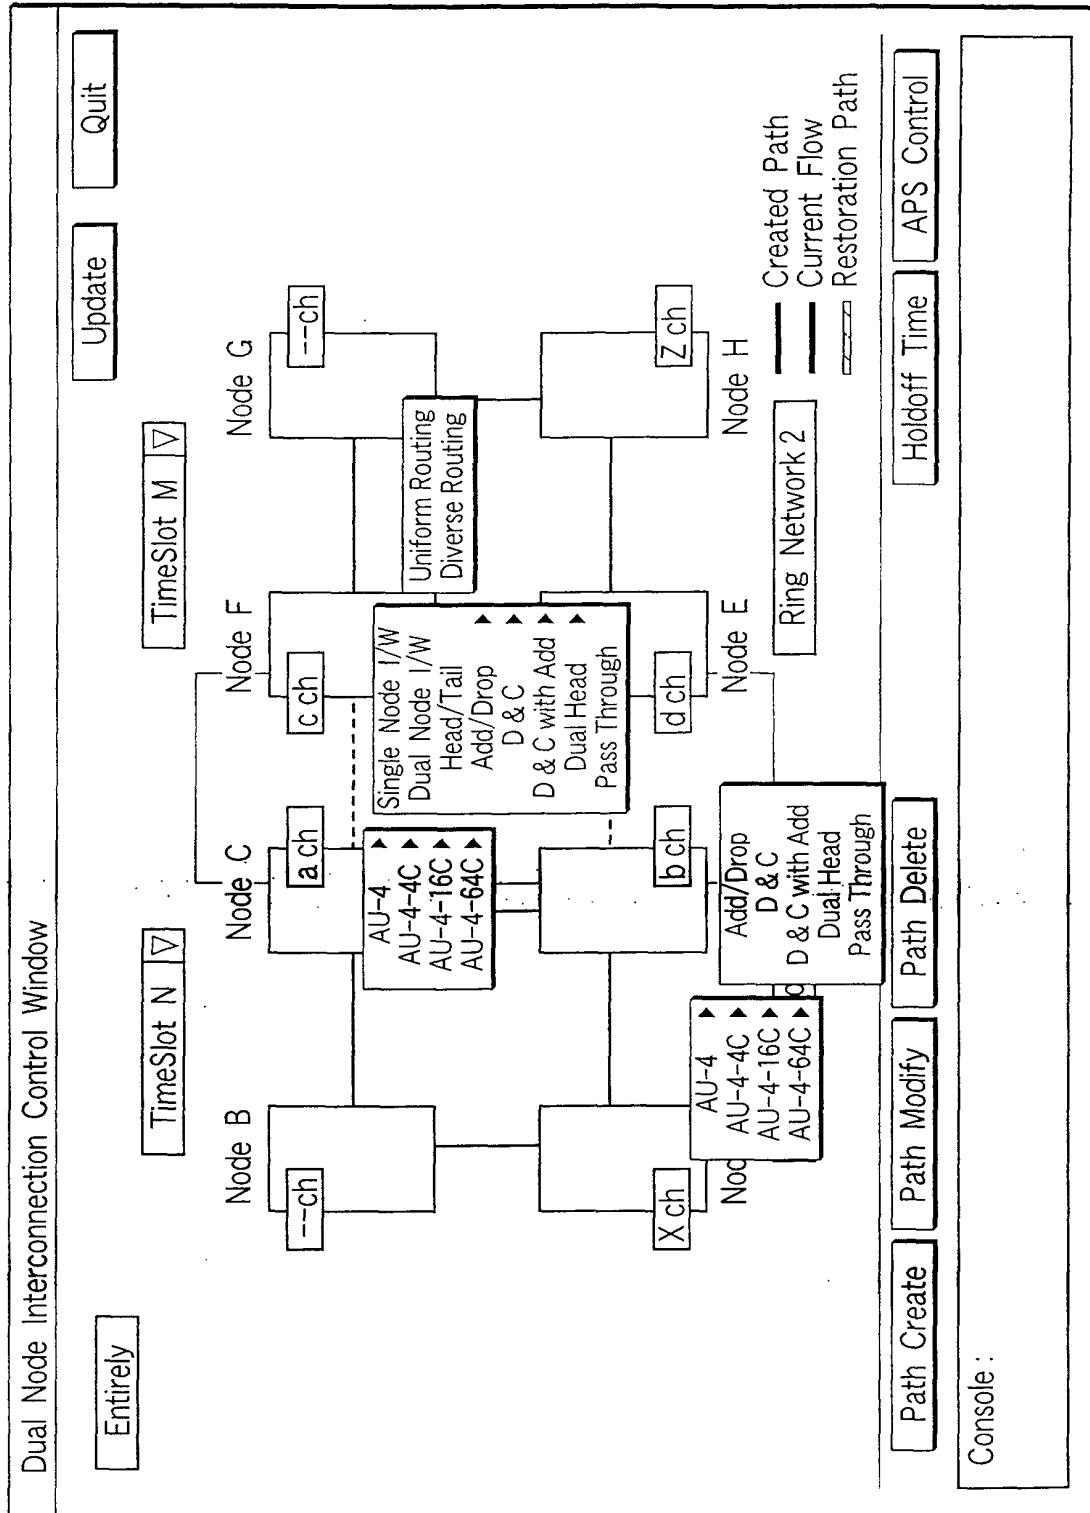 Dual Node Interconnection Control Window
Entirely
Update
Quit
TimeSlot N
TimeSlot M
Node B
Node C
Node F
Node G
--ch
a ch
c ch
--ch
AU-4
AU-4-4C
AU-4-16C
AU-4-64C
Single Node I/W
Dual Node I/W
Head/Tail
Add/Drop
D & C
D & C with Add
Dual Head
Pass Through
Uniform Routing
Diverse Routing
X ch
b ch
d ch
Z ch
Nod
Node E
Node H
AU-4
AU-4-4C
AU-4-16C
AU-4-64C
Add/Drop
D & C
D & C with Add
Dual Head
Pass Through
Ring Network 2
Created Path
Current Flow
Restoration Path
Path Create
Path Modify
Path Delete
Holdoff Time
APS Control
Console :